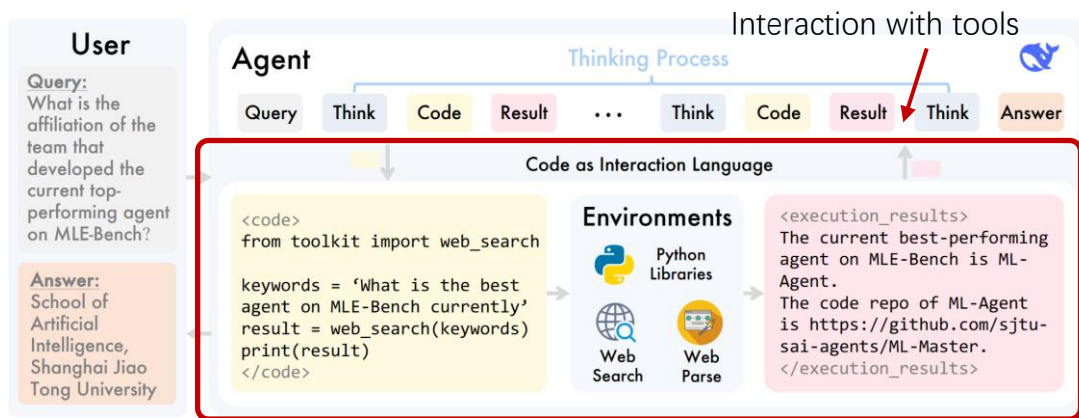 Interaction with tools
User
Query:
What is the
affiliation of the
team that
developed the
current top-
performing agent
on MLE-Bench?
Answer:
School of
Artificial
Intelligence,
Shanghai Jiao
Tong University
Agent
Thinking Process
Query Think Code Result ... Think Code Result Think Answer
Code as Interaction Language
<code>
from toolkit import web_search
keywords = ‘What is the best
agent on MLE-Bench currently’
result = web_search(keywords)
print(result)
</code>
Environments
Python
Libraries
Web
Search
Web
Parse
<execution_results>
The current best-performing
agent on MLE-Bench is ML-
Agent.
The code repo of ML-Agent
is https://github.com/sjtu-
sai-agents/ML-Master.
</execution_results>